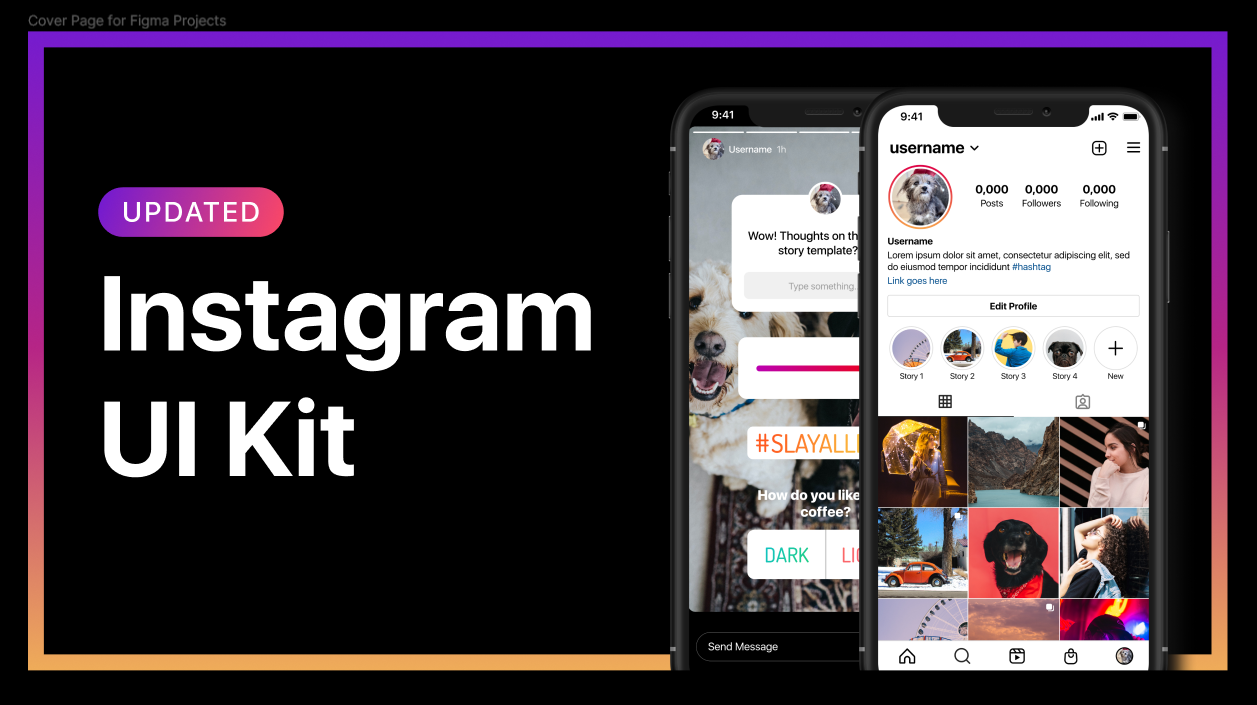 Cover Page for Figma Projects
UPDATED
Instagram
UI Kit
9:41
Username 1h
Wow! Thoughts on th
story template?
Type something.
#SLAYALL
How do you like
coffee?
DARK
LI
Send Message
9:41
username
0,000
0,000
0,000
Posts
Followers
Following
Username
Lorem ipsum dolor sit amet, consectetur adipiscing elit, sed
do eiusmod tempor incididunt #hashtag
Link goes here
Edit Profile
Story 1
Story 2
Story 3
Story 4
New